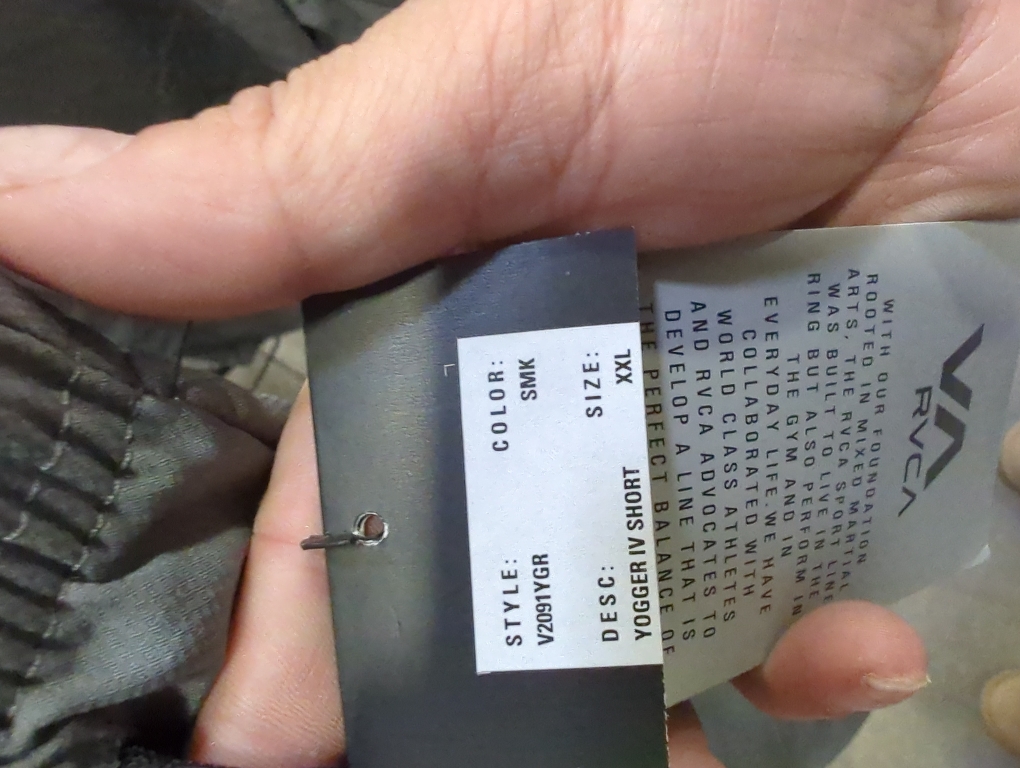 STYLE:
V2091YGR
COLOR:
SMK
DESC:
YOGGER IV SHORT
SIZE:
XXL
RVCA
WITH OUR FOUNDATION
ROOTED IN MIXED MARTIAL
ARTS, THE RVCA SPORT LINE
WAS BUILT TO LIVE IN THE
RING BUT ALSO PERFORM IN
THE GYM AND IN
EVERYDAY LIFE. WE HAVE
COLLABORATED WITH
WORLD CLASS ATHLETES
AND RVCA ADVOCATES TO
DEVELOP A LINE THAT IS
THE PERFECT BALANCE OF